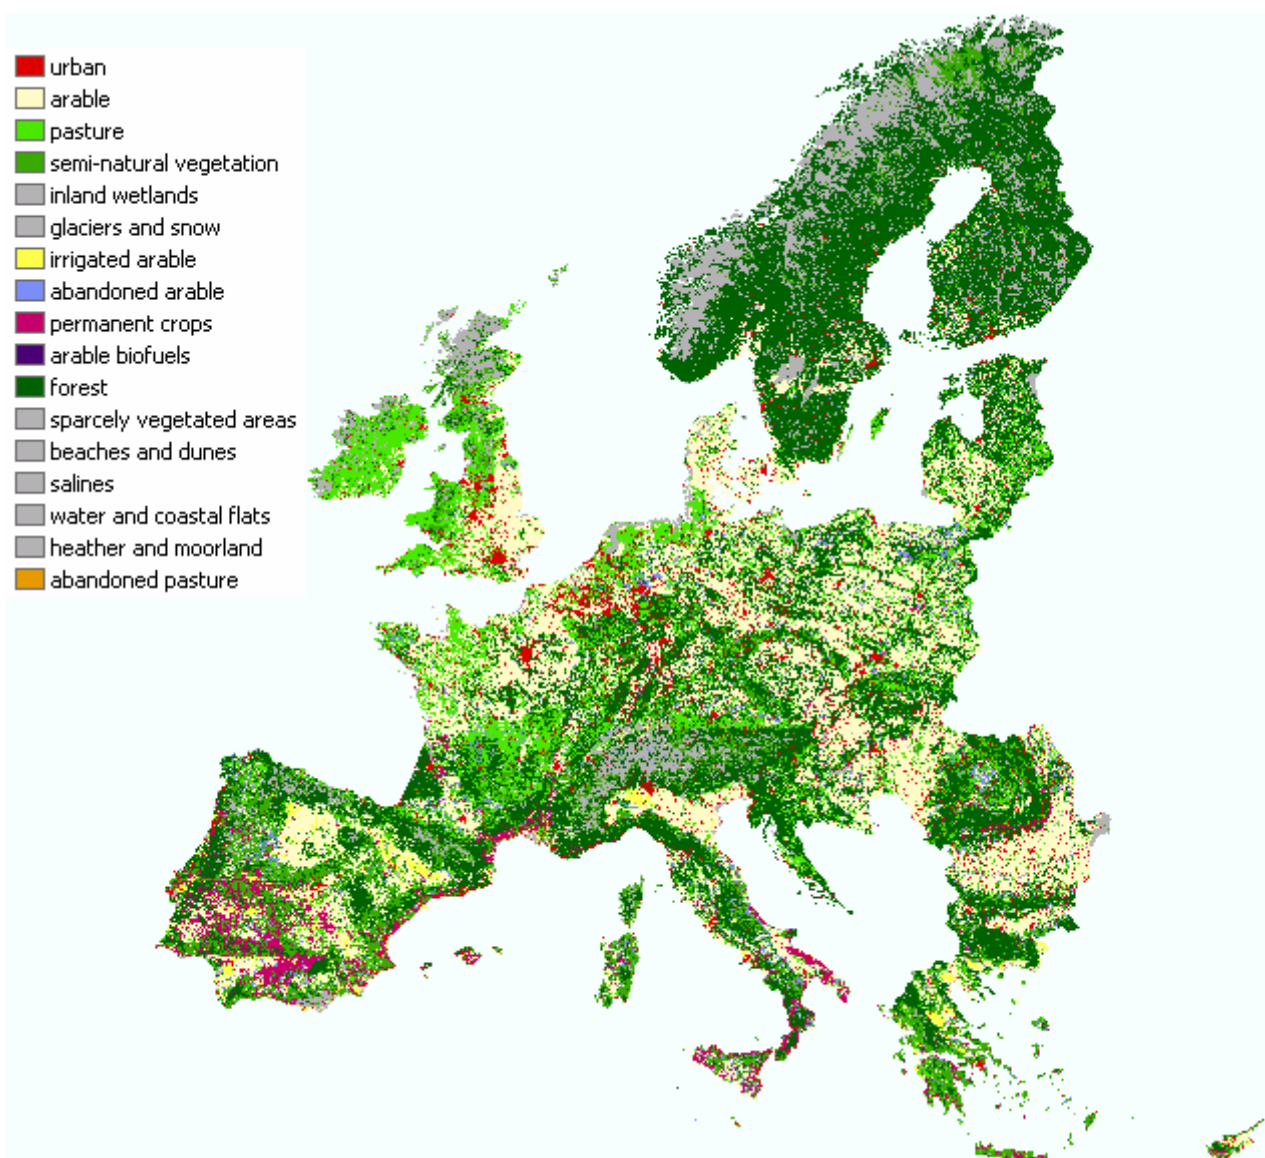 urban
arable
pasture
semi-natural vegetation
inland wetlands
glaciers and snow
irrigated arable
abandoned arable
permanent crops
arable biofuels
forest
sparcely vegetated areas
beaches and dunes
salines
water and coastal flats
heather and moorland
abandoned pasture